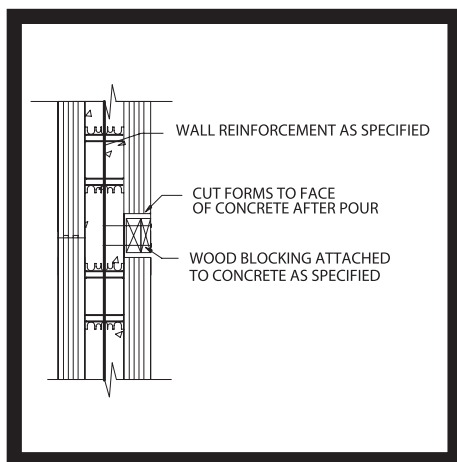 WALL REINFORCEMENT AS SPECIFIED
CUT FORMS TO FACE
OF CONCRETE AFTER POUR
WOOD BLOCKING ATTACHED
TO CONCRETE AS SPECIFIED